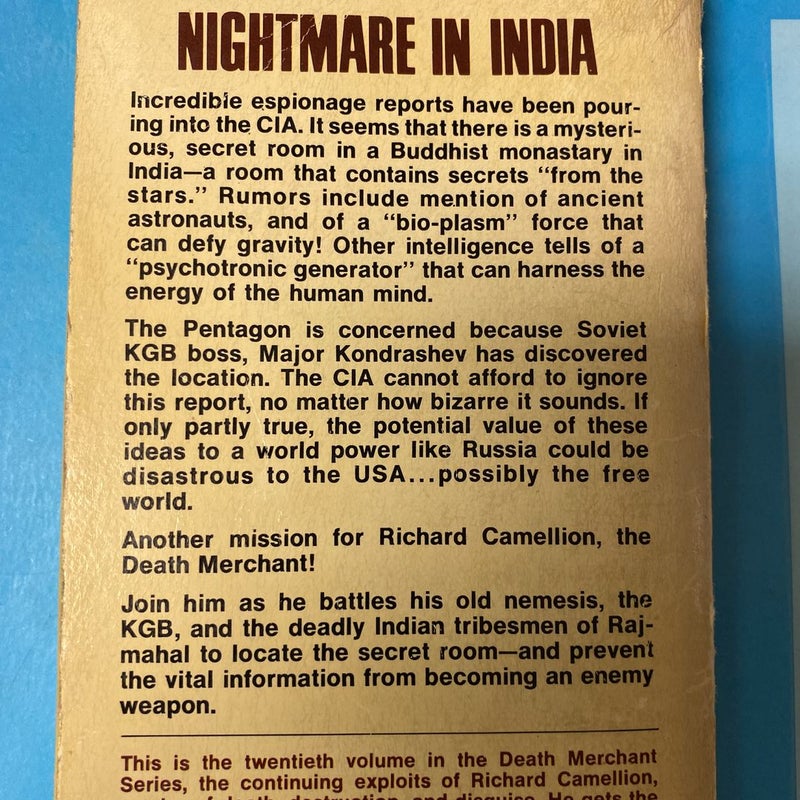 NIGHTMARE IN INDIA
Incredible espionage reports have been pour-
ing into the CIA. It seems that there is a mysteri-
ous, secret room in a Buddhist monastary in
India—a room that contains secrets "from the
stars." Rumors include mention of ancient
astronauts, and of a "bio-plasm" force that
can defy gravity! Other intelligence tells of a
"psychotronic generator" that can harness the
energy of the human mind.
The Pentagon is concerned because Soviet
KGB boss, Major Kondrashev has discovered
the location. The CIA cannot afford to ignore
this report, no matter how bizarre it sounds. If
only partly true, the potential value of these
ideas to a world power like Russia could be
disastrous to the USA...possibly the free
world.
Another mission for Richard Camellion, the
Death Merchant!
Join him as he battles his old nemesis, the
KGB, and the deadly Indian tribesmen of Raj-
mahal to locate the secret room—and prevent
the vital information from becoming an enemy
weapon.
This is the twentieth volume in the Death Merchant
Series, the continuing exploits of Richard Camellion,
of death, destruction, and disguise. He gets the